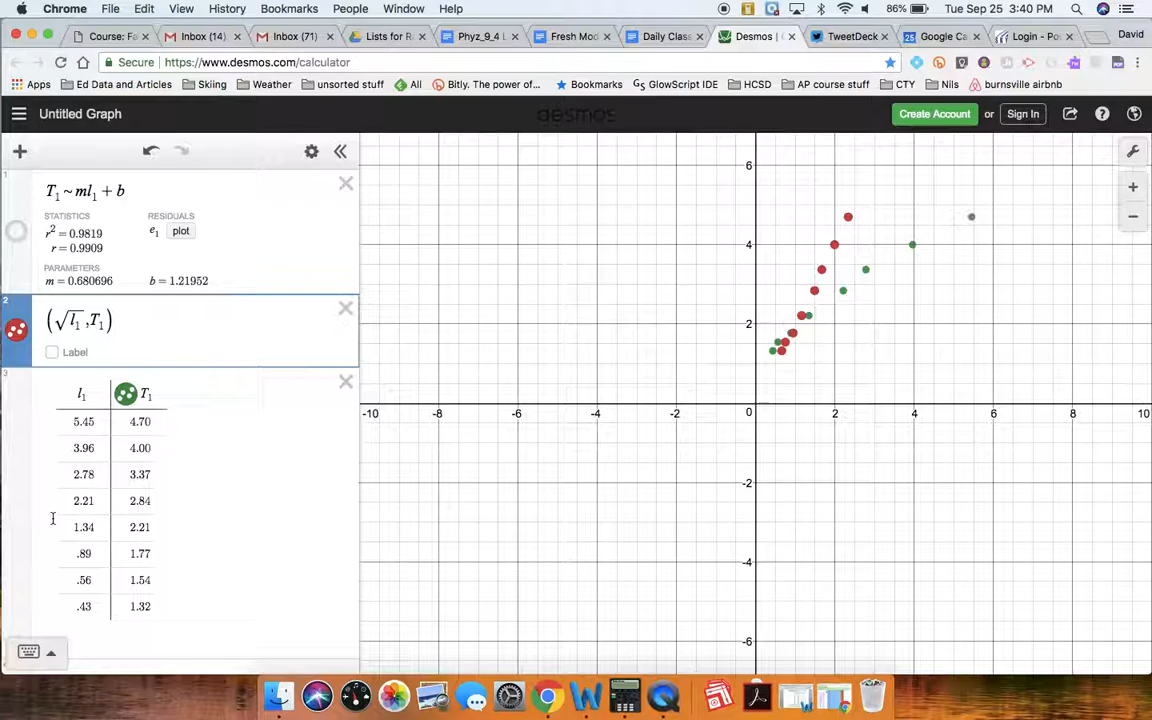 Chrome File Edit View History Bookmarks People Window Help 86% Tue Sep 25 3:40 PM
Course: Fa Inbox (14) Inbox (71) Lists for R Phyz_9_4 L Fresh Mod Daily Class Desmos | TweetDeck Google Ca Login - Po David
Secure https://www.desmos.com/calculator
Apps Ed Data and Articles Skiing Weather unsorted stuff All Bitly. The power of... Bookmarks GlowScript IDE HCSD AP course stuff CTY Nils burnsville airbnb
Untitled Graph desmos Create Account or Sign In
1
T₁ ~ ml₁ + b
STATISTICS RESIDUALS
r² = 0.9819 e₁ plot
r = 0.9909
PARAMETERS
m = 0.680696 b = 1.21952
2
(√l₁, T₁)
Label
3
l₁ T₁
5.45 4.70
3.96 4.00
2.78 3.37
2.21 2.84
1.34 2.21
.89 1.77
.56 1.54
.43 1.32
6
4
2
-10 -8 -6 -4 -2 0 2 4 6 8 10
-2
-4
-6